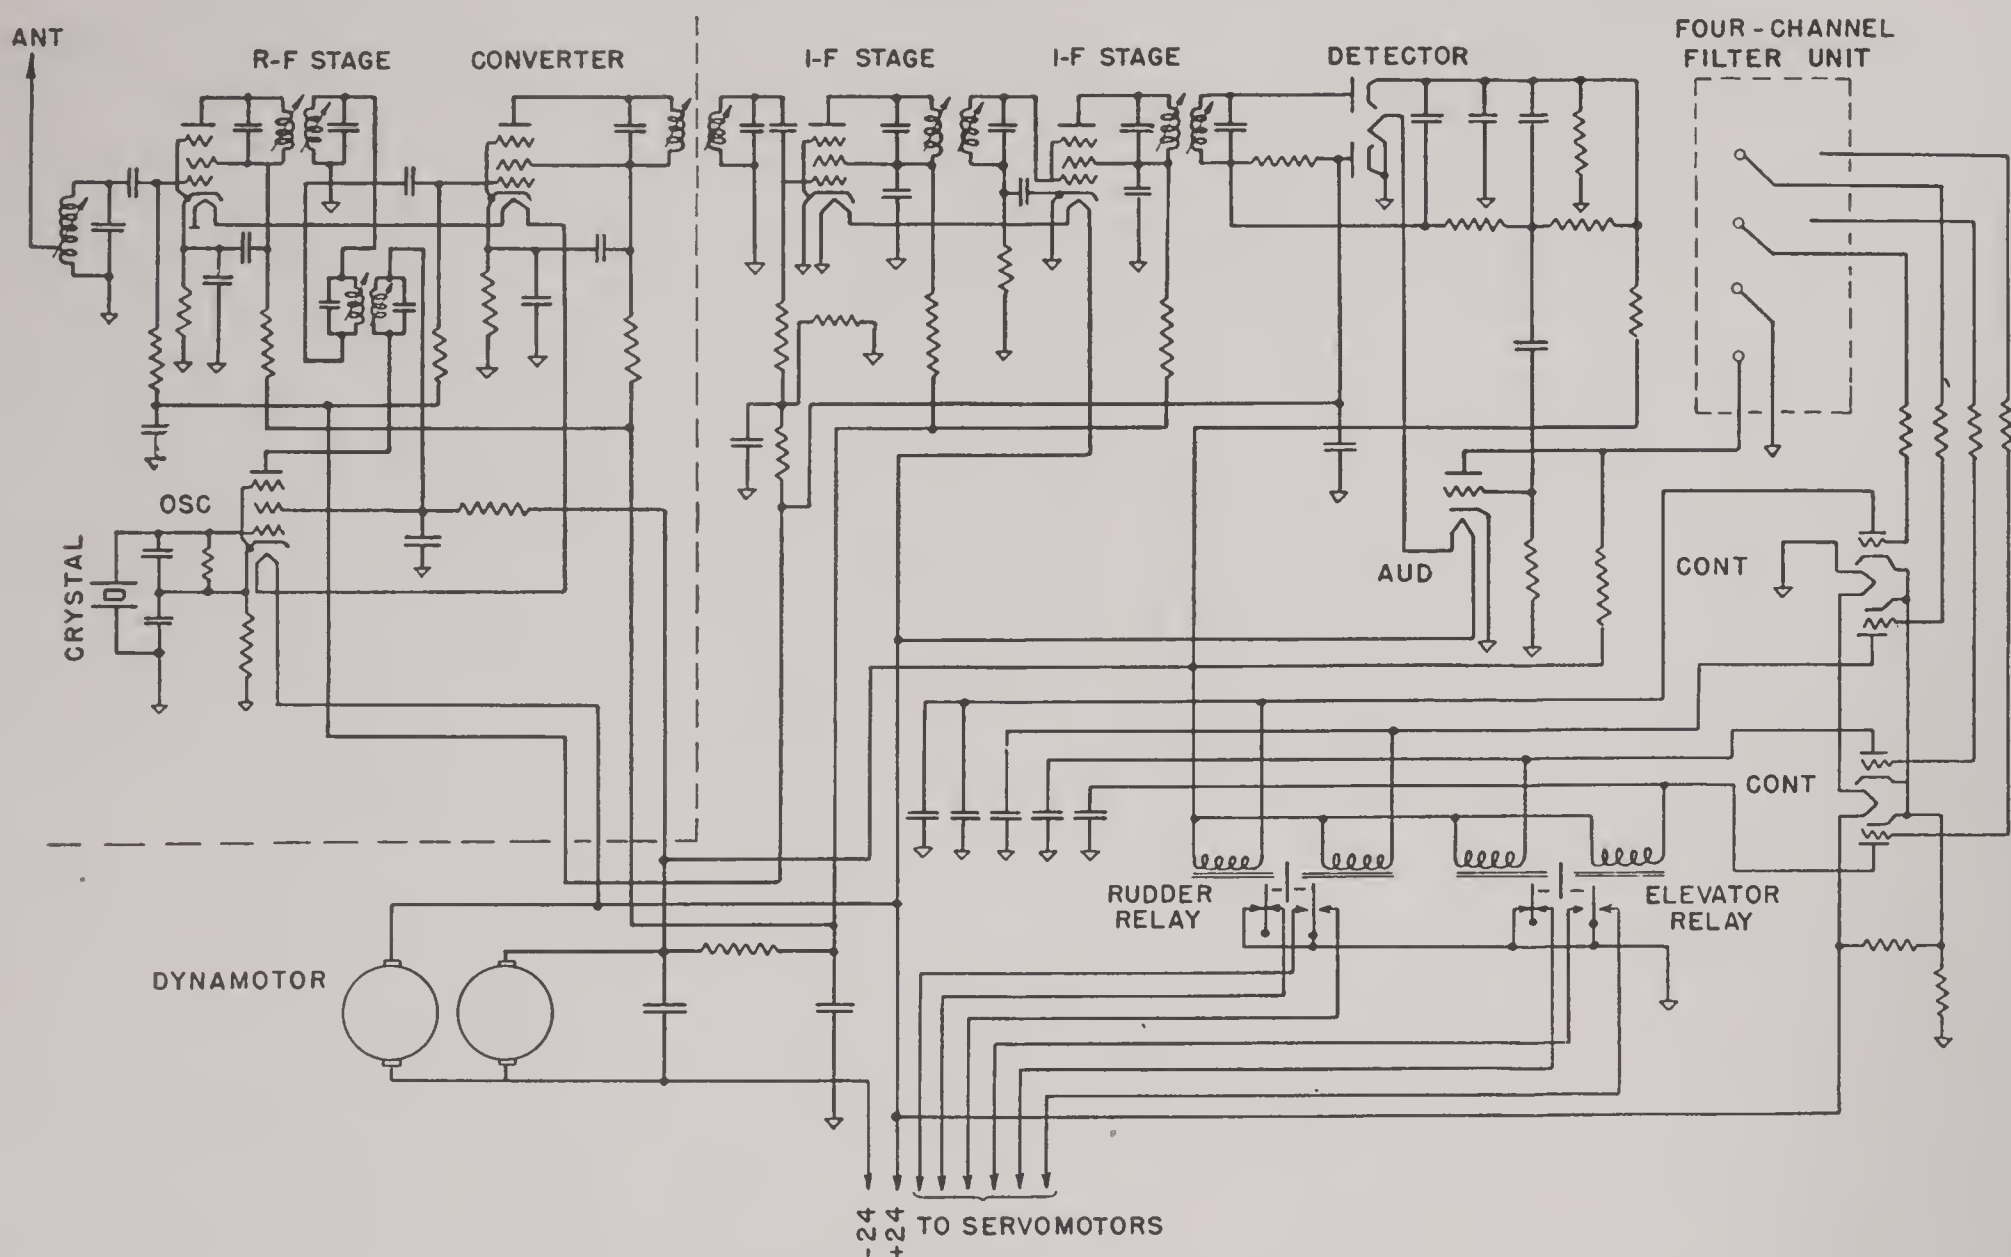 ANT
R-F STAGE
CONVERTER
I-F STAGE
I-F STAGE
DETECTOR
FOUR-CHANNEL
FILTER UNIT
OSC
CRYSTAL
AUD
CONT
CONT
RUDDER
RELAY
ELEVATOR
RELAY
DYNAMOTOR
-24
+24
TO SERVOMOTORS